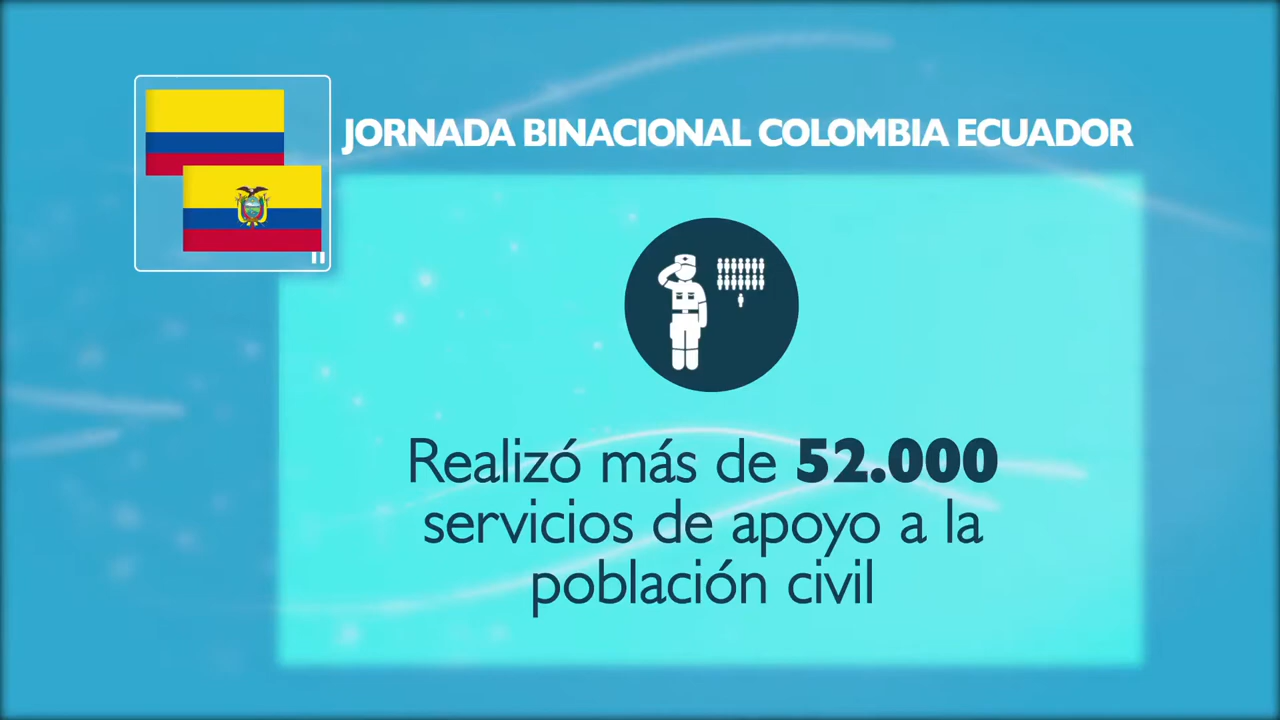 JORNADA BINACIONAL COLOMBIA ECUADOR
Realizó más de 52.000
servicios de apoyo a la
población civil